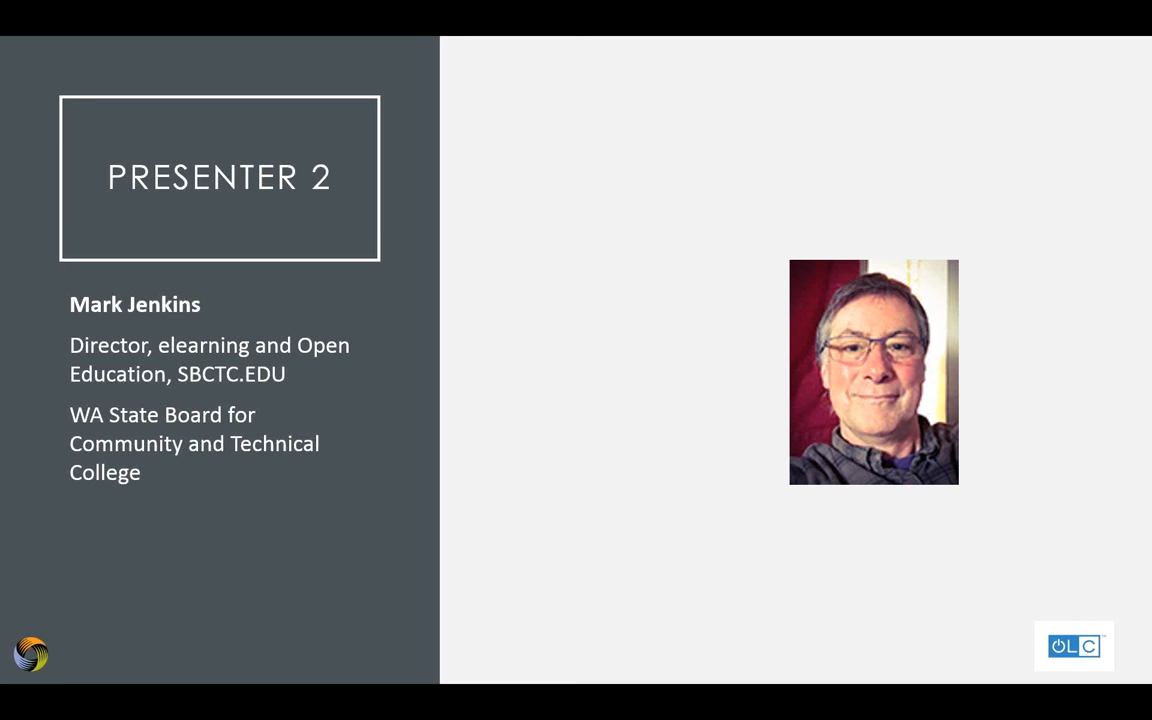 PRESENTER 2
Mark Jenkins
Director, elearning and Open
Education, SBCTC.EDU
WA State Board for
Community and Technical
College
OLC™